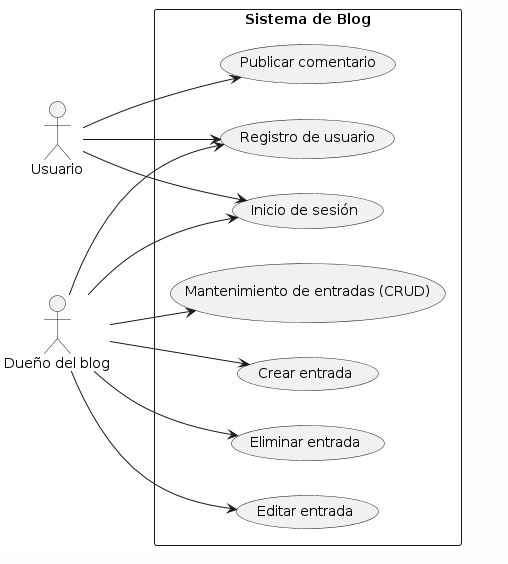 Sistema de Blog
Publicar comentario
Registro de usuario
Usuario
Inicio de sesión
Mantenimiento de entradas (CRUD)
Dueño del blog
Crear entrada
Eliminar entrada
Editar entrada